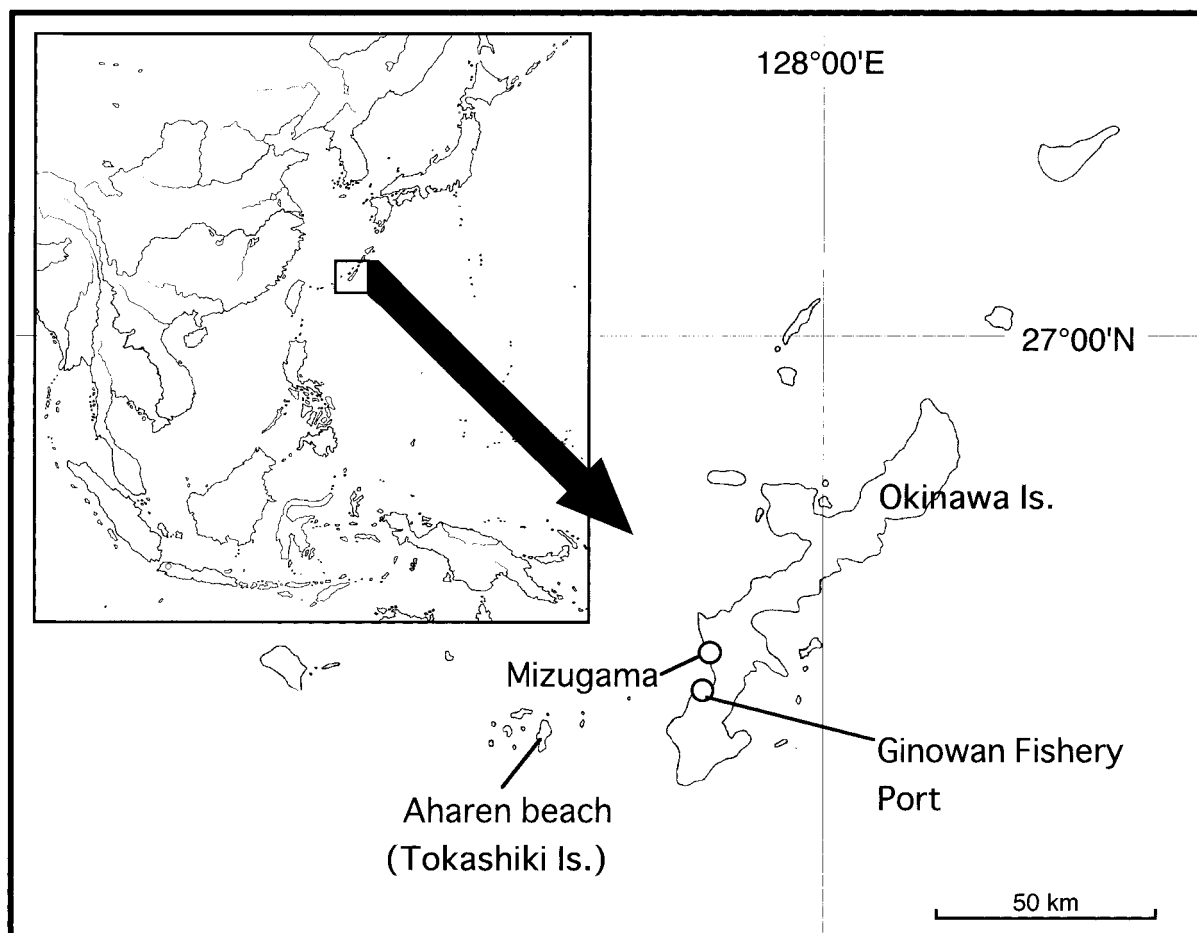 128°00'E
27°00'N
Okinawa Is.
Mizugama
Ginowan Fishery
Port
Aharen beach
(Tokashiki Is.)
50 km